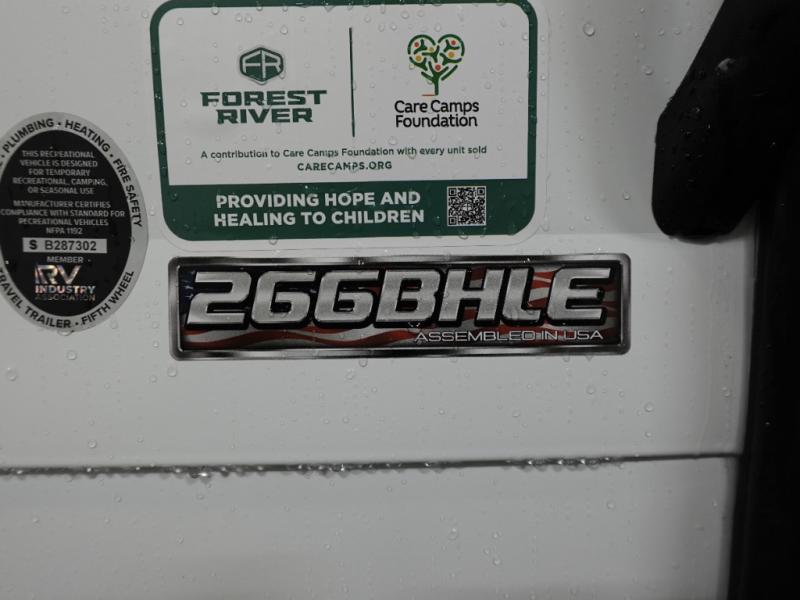 FR
FOREST
RIVER
Care Camps
Foundation
A contribution to Care Camps Foundation with every unit sold
CARECAMPS.ORG
PROVIDING HOPE AND
HEALING TO CHILDREN
PLUMBING • HEATING • FIRE SAFETY
THIS RECREATIONAL
VEHICLE IS DESIGNED
FOR TEMPORARY
RECREATIONAL, CAMPING,
OR SEASONAL USE
MANUFACTURER CERTIFIES
COMPLIANCE WITH STANDARD FOR
RECREATIONAL VEHICLES
NFPA 1192
S B287302
MEMBER
RV
INDUSTRY
ASSOCIATION
TRAVEL TRAILER • FIFTH WHEEL
266BHLE
ASSEMBLED IN USA